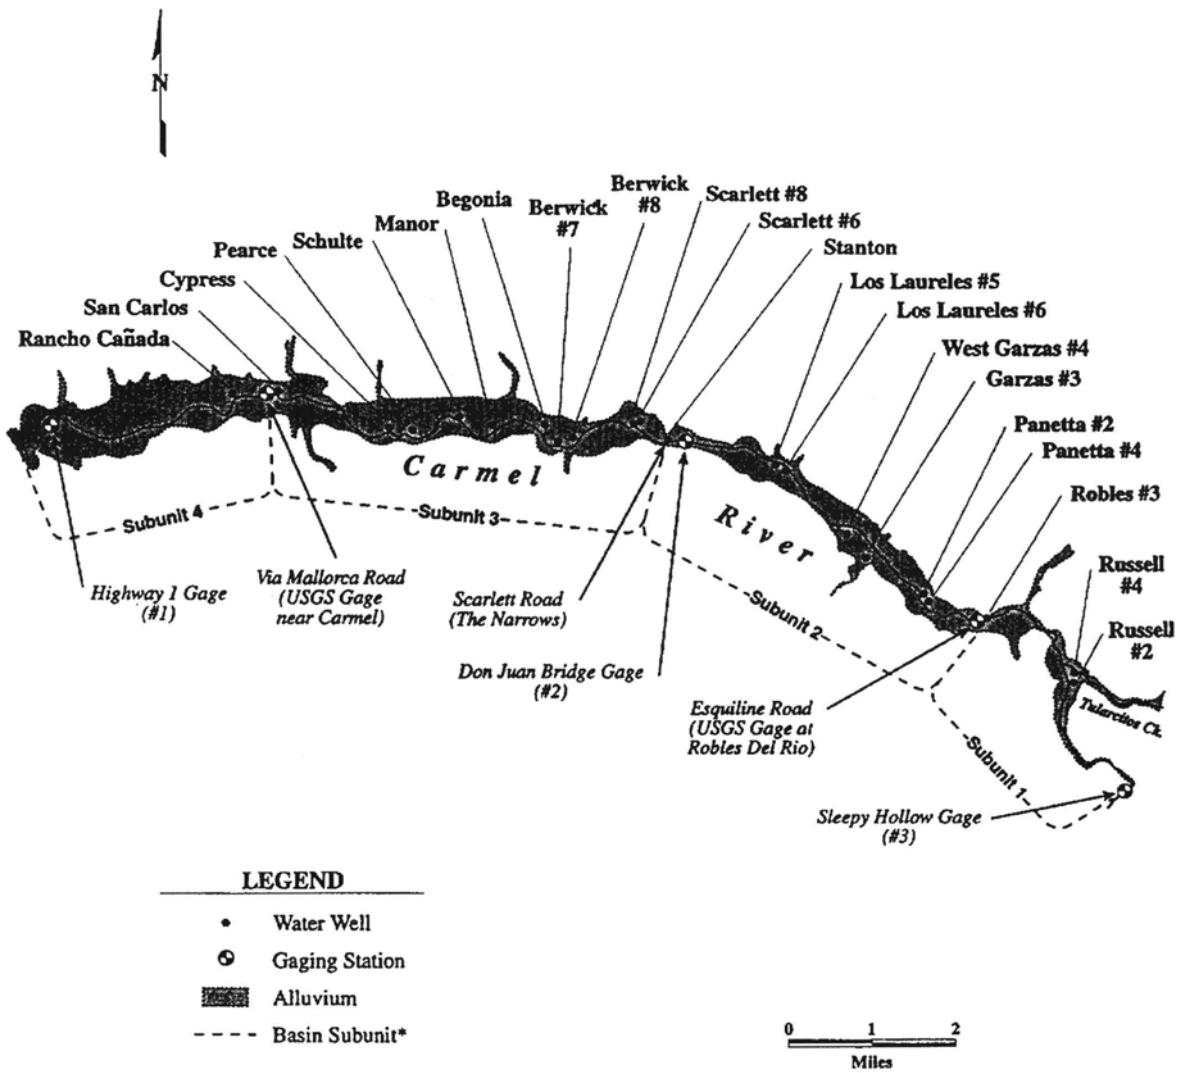 N
Berwick
#8
Scarlett #8
Begonia
Berwick
#7
Scarlett #6
Manor
Stanton
Schulte
Pearce
Cypress
Los Laureles #5
San Carlos
Los Laureles #6
Rancho Cañada
West Garzas #4
Garzas #3
Panetta #2
Panetta #4
Robles #3
Russell
#4
Russell
#2
Carmel
River
Subunit 4
Subunit 3
Subunit 2
Subunit 1
Tularcitos Ck.
Highway 1 Gage
(#1)
Via Mallorca Road
(USGS Gage
near Carmel)
Scarlett Road
(The Narrows)
Don Juan Bridge Gage
(#2)
Esquiline Road
(USGS Gage at
Robles Del Rio)
Sleepy Hollow Gage
(#3)
LEGEND
Water Well
Gaging Station
Alluvium
Basin Subunit*
0 1 2
Miles